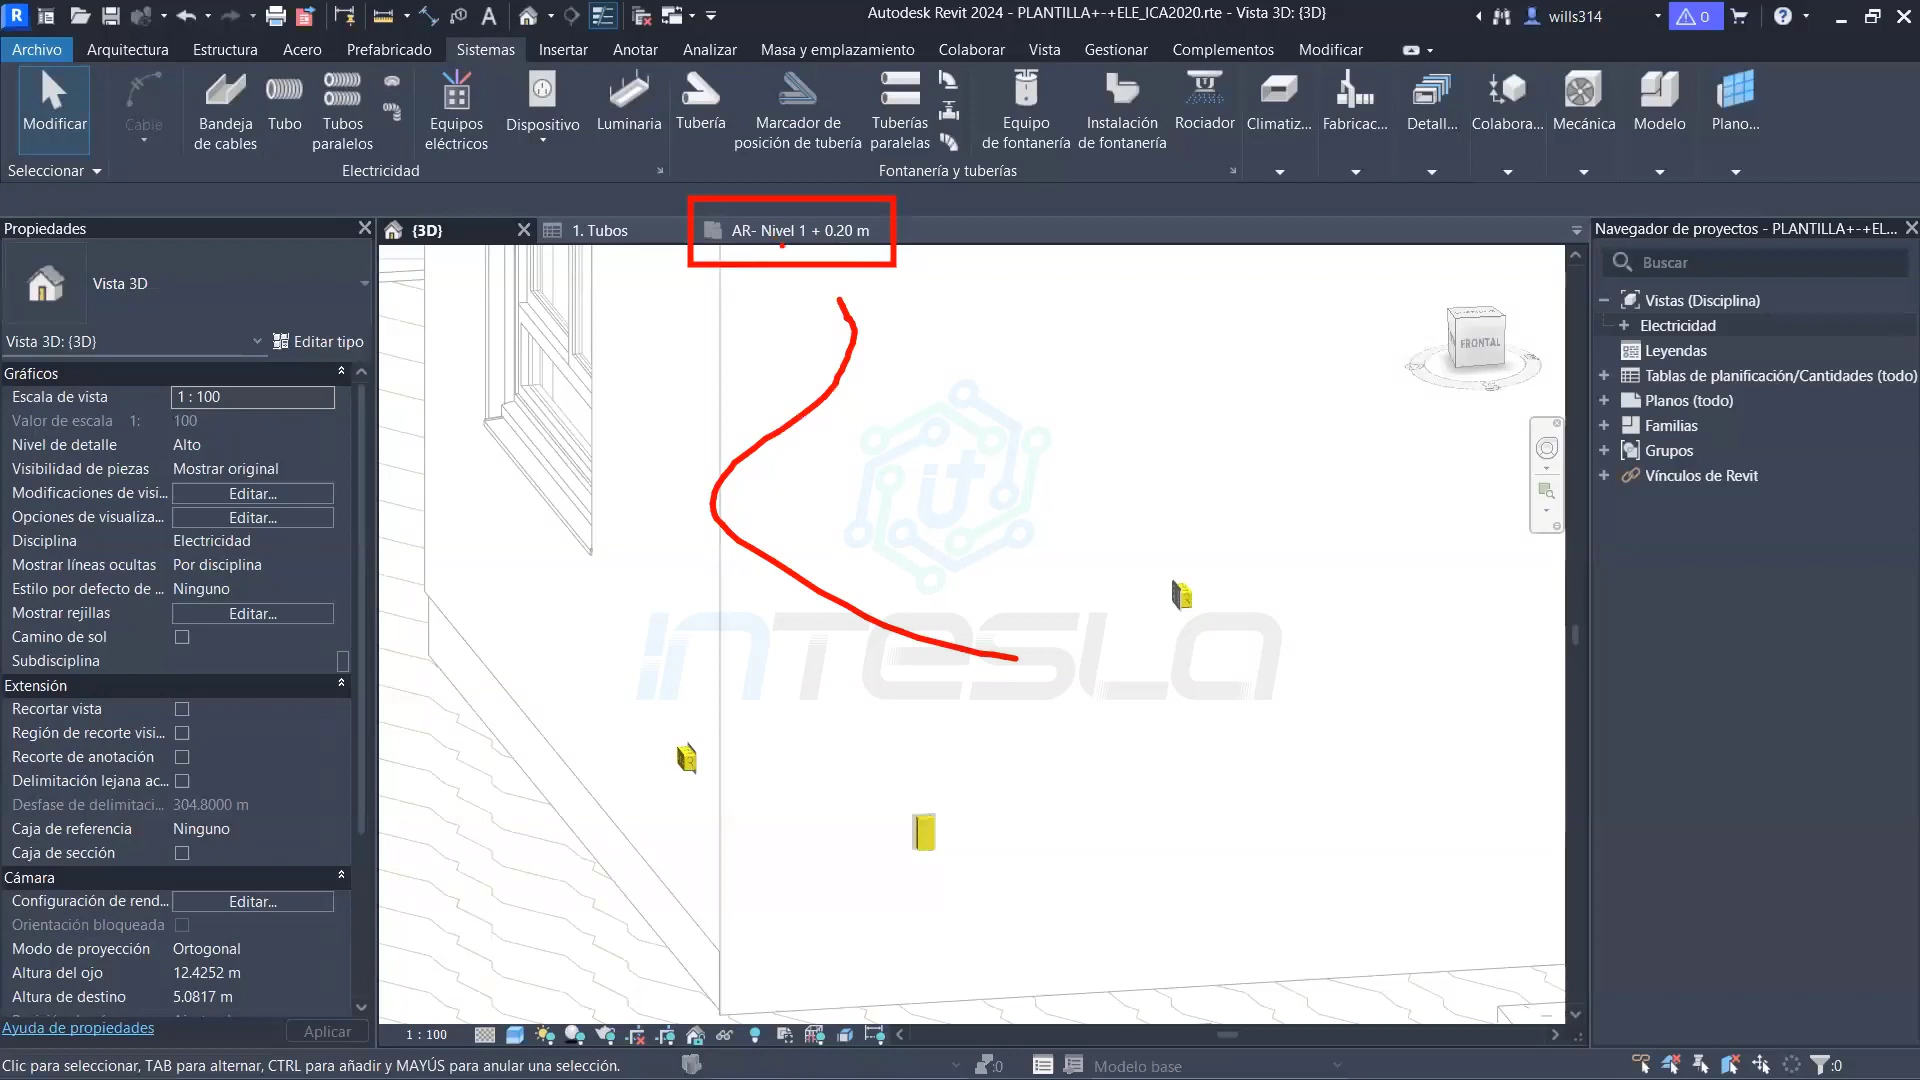 Autodesk Revit 2024 - PLANTILLA+-+ELE_ICA2020.rte - Vista 3D: {3D}
wills314
0
Archivo Arquitectura Estructura Acero Prefabricado Sistemas Insertar Anotar Analizar Masa y emplazamiento Colaborar Vista Gestionar Complementos Modificar
Modificar
Cable
Bandeja de cables
Tubo
Tubos paralelos
Equipos eléctricos
Dispositivo
Luminaria
Tubería
Marcador de posición de tubería
Tuberías paralelas
Equipo de fontanería
Instalación de fontanería
Rociador
Climatiz...
Fabricac...
Detall...
Colabora...
Mecánica
Modelo
Plano...
Seleccionar
Electricidad
Fontanería y tuberías
Propiedades
Vista 3D
Vista 3D: {3D}
Editar tipo
Gráficos
Escala de vista 1 : 100
Valor de escala 1: 100
Nivel de detalle Alto
Visibilidad de piezas Mostrar original
Modificaciones de visi... Editar...
Opciones de visualiza... Editar...
Disciplina Electricidad
Mostrar líneas ocultas Por disciplina
Estilo por defecto de ... Ninguno
Mostrar rejillas Editar...
Camino de sol
Subdisciplina
Extensión
Recortar vista
Región de recorte visi...
Recorte de anotación
Delimitación lejana ac...
Desfase de delimitaci... 304.8000 m
Caja de referencia Ninguno
Caja de sección
Cámara
Configuración de rend... Editar...
Orientación bloqueada
Modo de proyección Ortogonal
Altura del ojo 12.4252 m
Altura de destino 5.0817 m
Ayuda de propiedades
Aplicar
{3D}
1. Tubos
AR- Nivel 1 + 0.20 m
FRONTAL
it
INTESLA
1 : 100
Navegador de proyectos - PLANTILLA+-+EL...
Buscar
Vistas (Disciplina)
Electricidad
Leyendas
Tablas de planificación/Cantidades (todo)
Planos (todo)
Familias
Grupos
Vínculos de Revit
Clic para seleccionar, TAB para alternar, CTRL para añadir y MAYÚS para anular una selección.
:0
Modelo base
:0